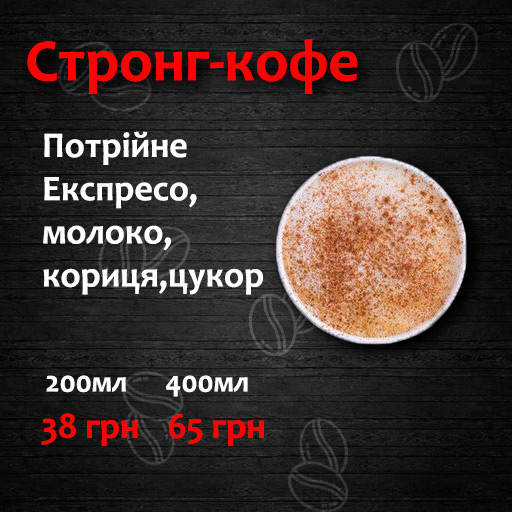 Стронг-кофе
Потрійне
Експресо,
молоко,
кориця,цукор
200мл 400мл
38 грн 65 грн